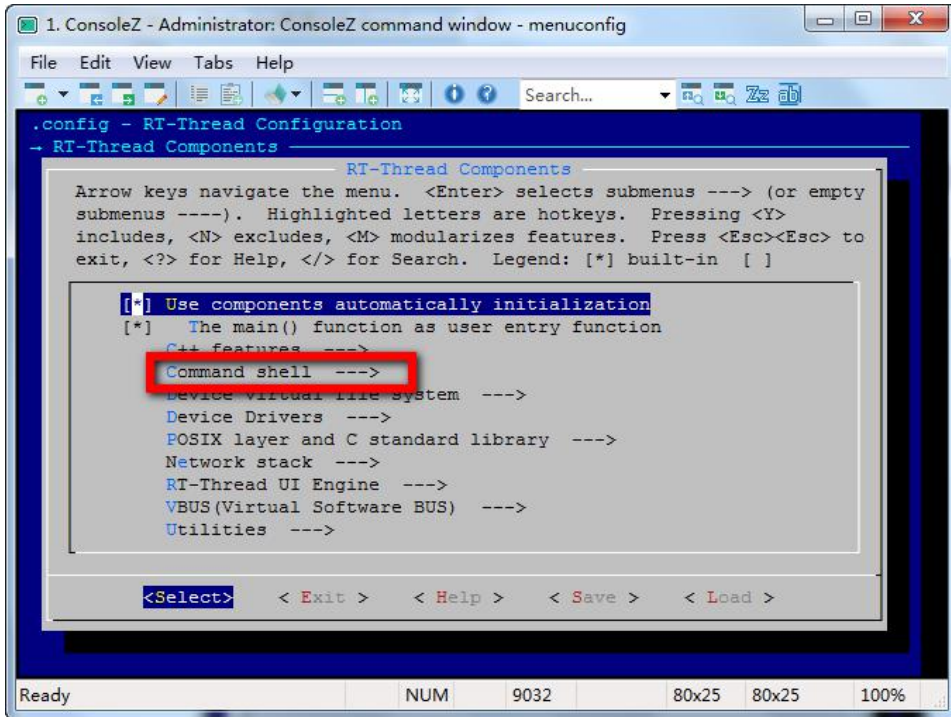 1. ConsoleZ - Administrator: ConsoleZ command window - menuconfig
File Edit View Tabs Help
Search...
.config - RT-Thread Configuration
→ RT-Thread Components
RT-Thread Components
Arrow keys navigate the menu. <Enter> selects submenus ---> (or empty
submenus ----). Highlighted letters are hotkeys. Pressing <Y>
includes, <N> excludes, <M> modularizes features. Press <Esc><Esc> to
exit, <?> for Help, </> for Search. Legend: [*] built-in [ ]
[*] Use components automatically initialization
[*] The main() function as user entry function
C++ features --->
Command shell --->
Device virtual file system --->
Device Drivers --->
POSIX layer and C standard library --->
Network stack --->
RT-Thread UI Engine --->
VBUS(Virtual Software BUS) --->
Utilities --->
<Select> < Exit > < Help > < Save > < Load >
Ready NUM 9032 80x25 80x25 100%